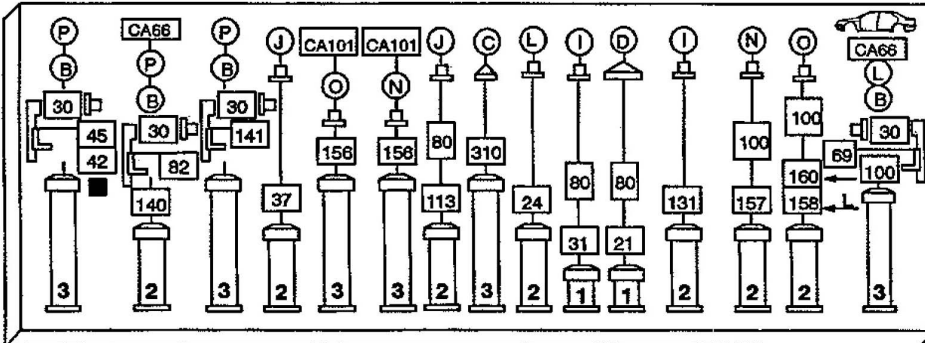 P CA66 P J CA101 CA101 J C L I D I N O CA66
B P B O N L
B B
30 30 30 100 30
45 141 156 156 80 310 100 69
42 82 80 80 160 100
140 37 113 24 131 157 158 L
31 21
3 2 3 2 3 3 2 3 2 1 1 2 2 2 3